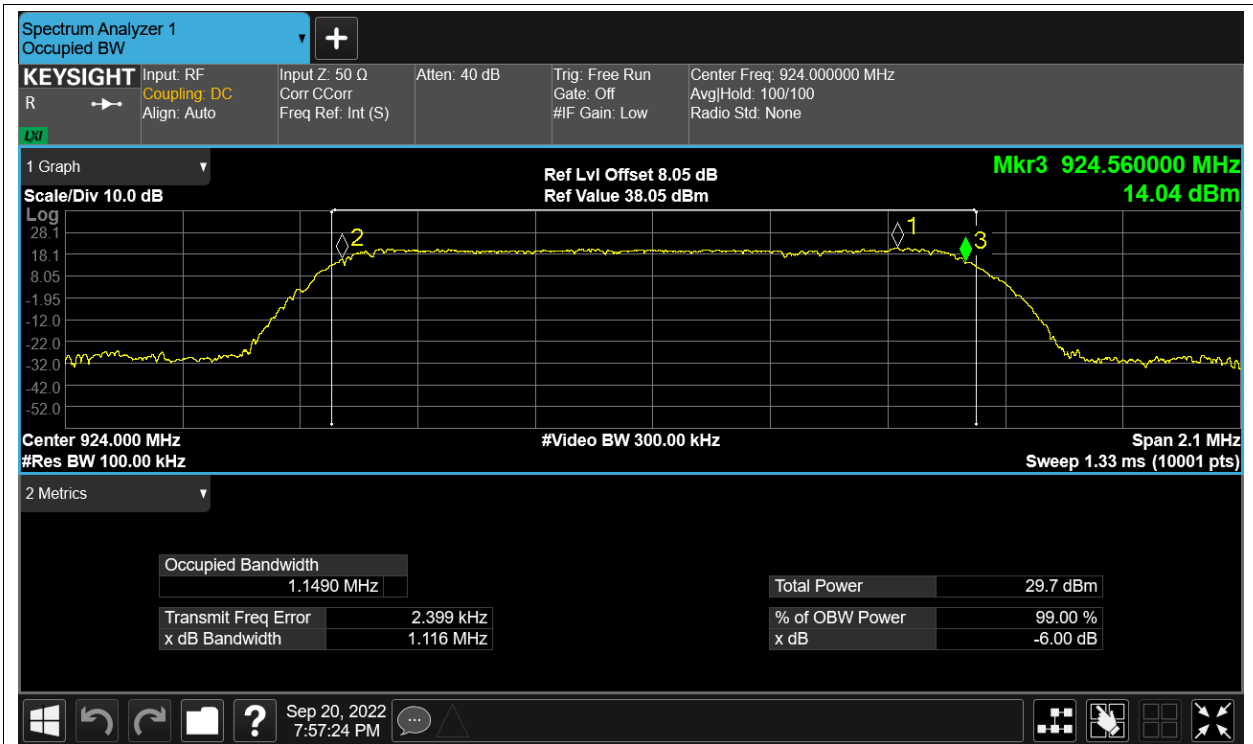 Spectrum Analyzer 1
Occupied BW
KEYSIGHT Input: RF Input Z: 50 Ω Atten: 40 dB Trig: Free Run Center Freq: 924.000000 MHz
R Coupling: DC Corr CCorr Gate: Off Avg|Hold: 100/100
Align: Auto Freq Ref: Int (S) #IF Gain: Low Radio Std: None
LXI
1 Graph
Ref Lvl Offset 8.05 dB Mkr3 924.560000 MHz
Scale/Div 10.0 dB Ref Value 38.05 dBm 14.04 dBm
Log
28.1
18.1
8.05
-1.95
-12.0
-22.0
-32.0
-42.0
-52.0
2
1
3
Center 924.000 MHz #Video BW 300.00 kHz Span 2.1 MHz
#Res BW 100.00 kHz Sweep 1.33 ms (10001 pts)
2 Metrics
Occupied Bandwidth
1.1490 MHz Total Power 29.7 dBm
Transmit Freq Error 2.399 kHz % of OBW Power 99.00 %
x dB Bandwidth 1.116 MHz x dB -6.00 dB
? Sep 20, 2022
7:57:24 PM